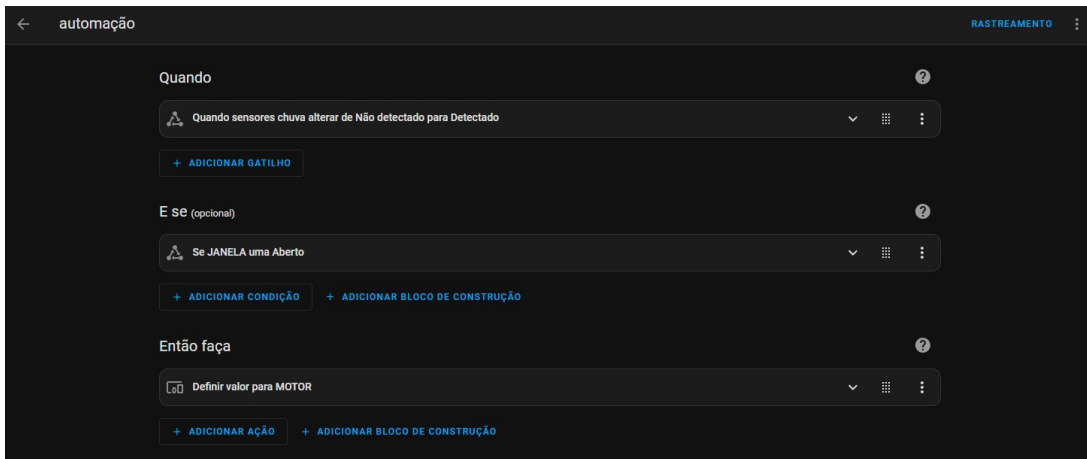 automação
RASTREAMENTO
Quando
Quando sensores chuva alterar de Não detectado para Detectado
+ ADICIONAR GATILHO
E se (opcional)
Se JANELA uma Aberto
+ ADICIONAR CONDIÇÃO + ADICIONAR BLOCO DE CONSTRUÇÃO
Então faça
Definir valor para MOTOR
+ ADICIONAR AÇÃO + ADICIONAR BLOCO DE CONSTRUÇÃO